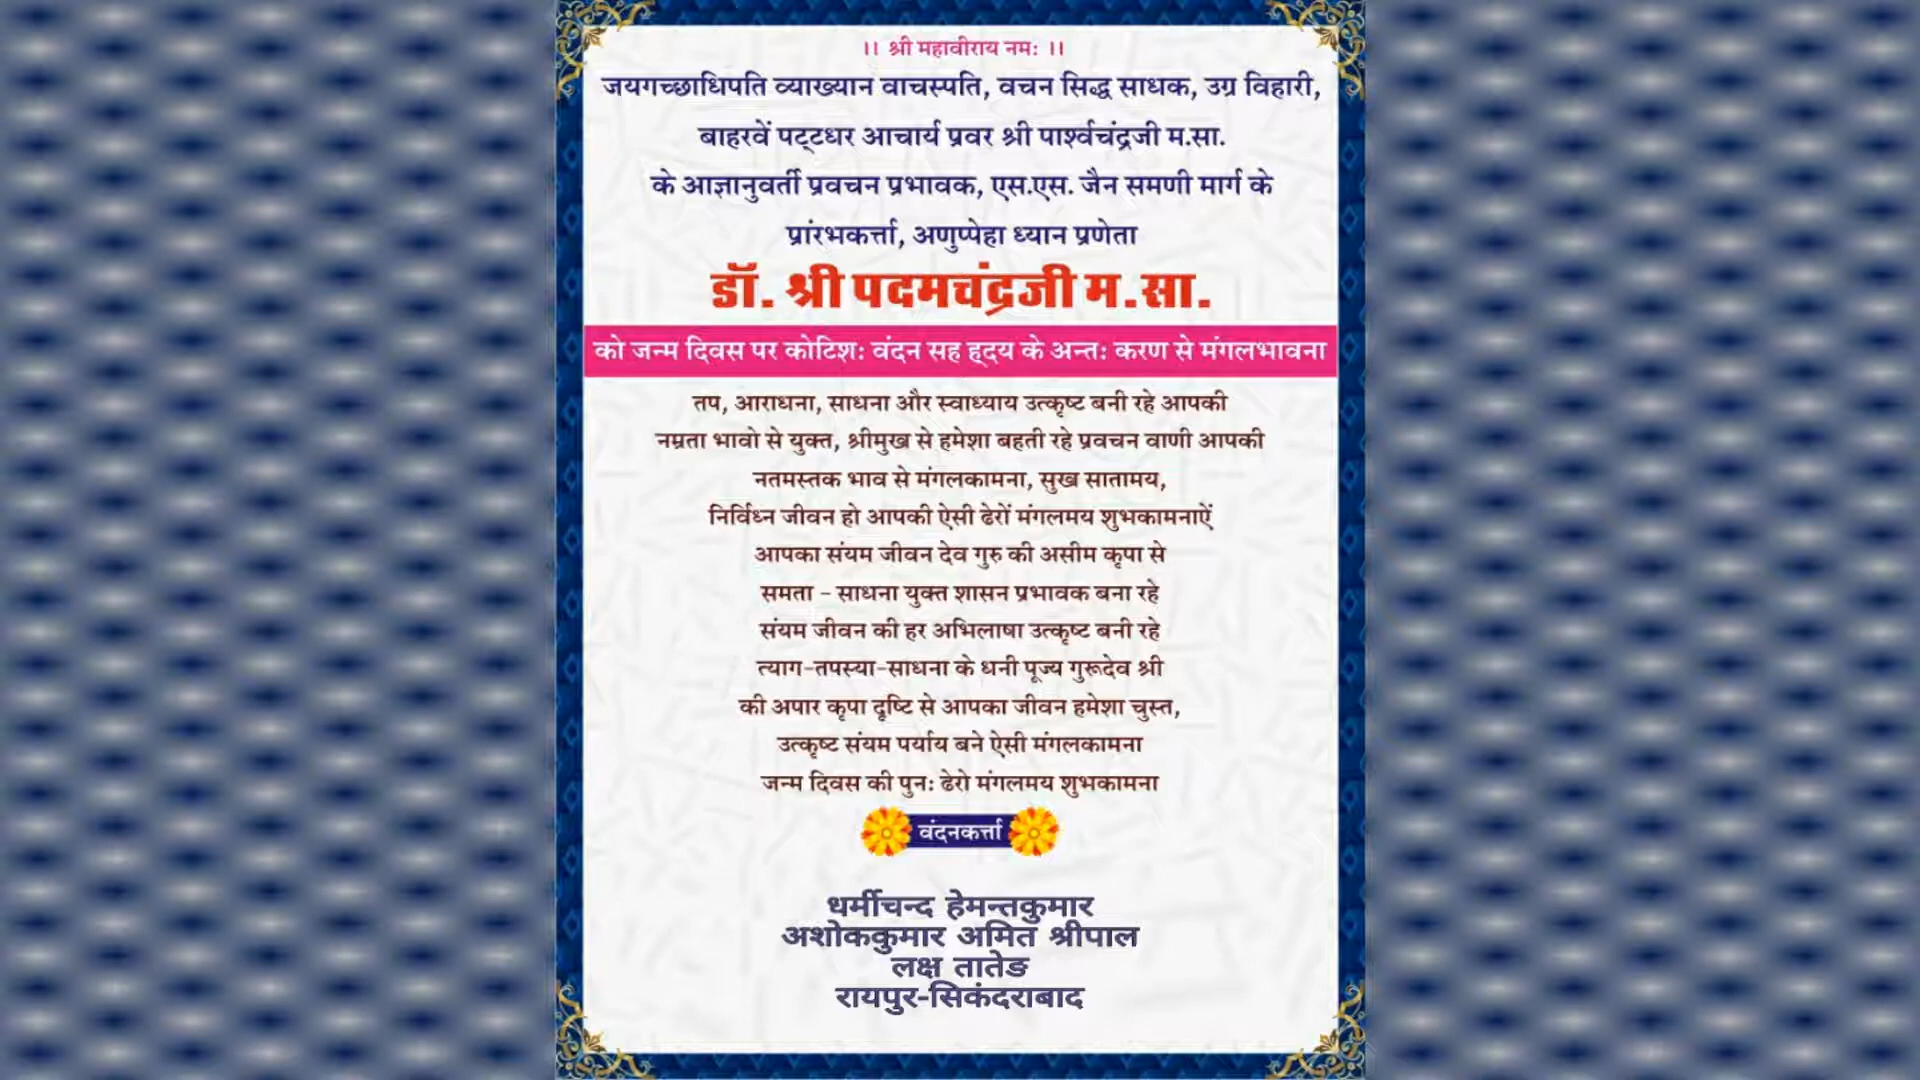 ।। श्री महावीराय नमः ।।
जयगच्छाधिपति व्याख्यान वाचस्पति, वचन सिद्ध साधक, उग्र विहारी,
बाहरवें पट्टधर आचार्य प्रवर श्री पार्श्वचंद्रजी म.सा.
के आज्ञानुवर्ती प्रवचन प्रभावक, एस.एस. जैन समणी मार्ग के
प्रांरभकर्त्ता, अणुप्पेहा ध्यान प्रणेता
डॉ. श्री पदमचंद्रजी म.सा.
को जन्म दिवस पर कोटिशः वंदन सह हृदय के अन्तः करण से मंगलभावना
तप, आराधना, साधना और स्वाध्याय उत्कृष्ट बनी रहे आपकी
नम्रता भावो से युक्त, श्रीमुख से हमेशा बहती रहे प्रवचन वाणी आपकी
नतमस्तक भाव से मंगलकामना, सुख सातामय,
निर्विध्न जीवन हो आपकी ऐसी ढेरों मंगलमय शुभकामनाऐं
आपका संयम जीवन देव गुरु की असीम कृपा से
समता - साधना युक्त शासन प्रभावक बना रहे
संयम जीवन की हर अभिलाषा उत्कृष्ट बनी रहे
त्याग-तपस्या-साधना के धनी पूज्य गुरूदेव श्री
की अपार कृपा दृष्टि से आपका जीवन हमेशा चुस्त,
उत्कृष्ट संयम पर्याय बने ऐसी मंगलकामना
जन्म दिवस की पुनः ढेरो मंगलमय शुभकामना
वंदनकर्त्ता
धर्मीचन्द हेमन्तकुमार
अशोककुमार अमित श्रीपाल
लक्ष तातेङ
रायपुर-सिकंदराबाद